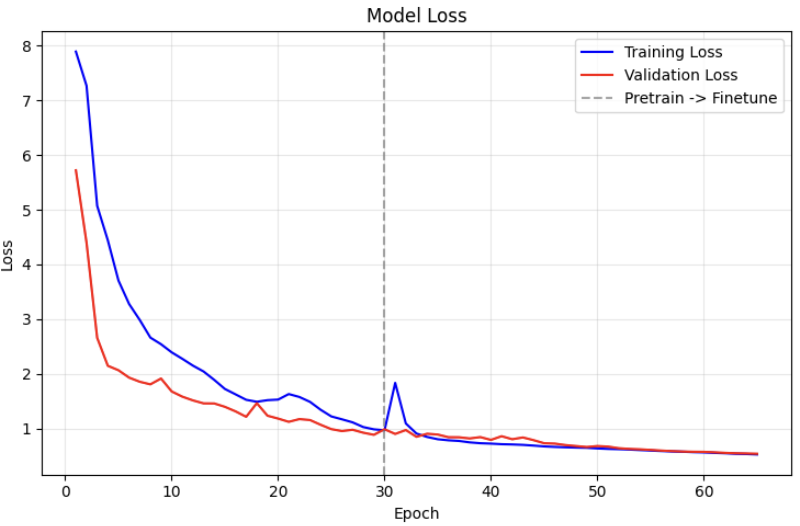 Model Loss
Training Loss
Validation Loss
Pretrain -> Finetune
8
7
6
5
4
3
2
1
Loss
0 10 20 30 40 50 60
Epoch